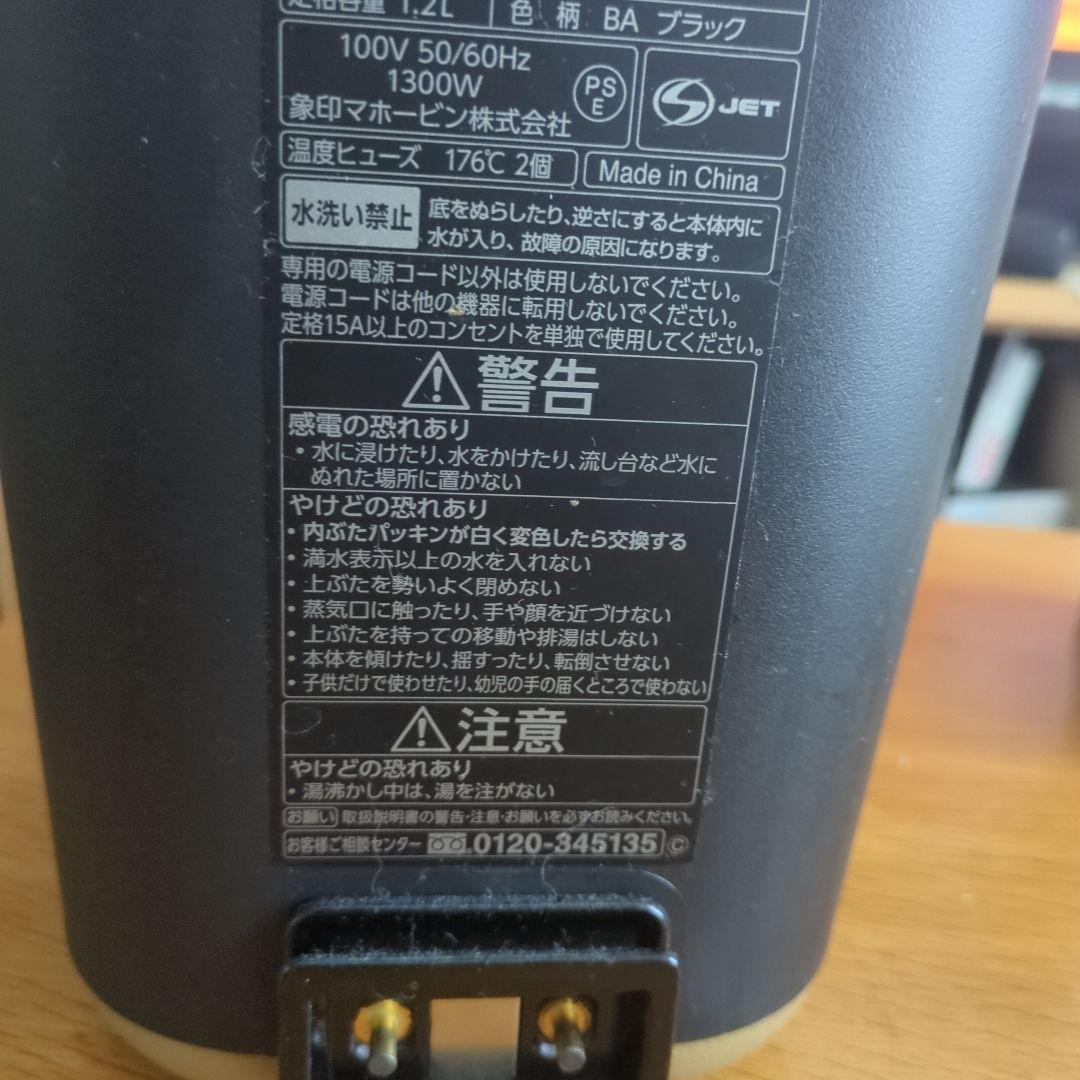 定格容量 1.2L 色 柄 BA ブラック
100V 50/60Hz
1300W
象印マホービン株式会社
PS
E
JET
温度ヒューズ 176℃ 2個
Made in China
水洗い禁止
底をぬらしたり、逆さにすると本体内に
水が入り、故障の原因になります。
専用の電源コード以外は使用しないでください。
電源コードは他の機器に転用しないでください。
定格15A以上のコンセントを単独で使用してください。
警告
感電の恐れあり
・水に浸けたり、水をかけたり、流し台など水に
ぬれた場所に置かない
やけどの恐れあり
・内ぶたパッキンが白く変色したら交換する
・満水表示以上の水を入れない
・上ぶたを勢いよく閉めない
・蒸気口に触ったり、手や顔を近づけない
・上ぶたを持っての移動や排湯はしない
・本体を傾けたり、揺すったり、転倒させない
・子供だけで使わせたり、幼児の手の届くところで使わない
注意
やけどの恐れあり
・湯沸かし中は、湯を注がない
お願い 取扱説明書の警告・注意・お願いを必ずお読みください。
お客様ご相談センター 0120-345135 ©